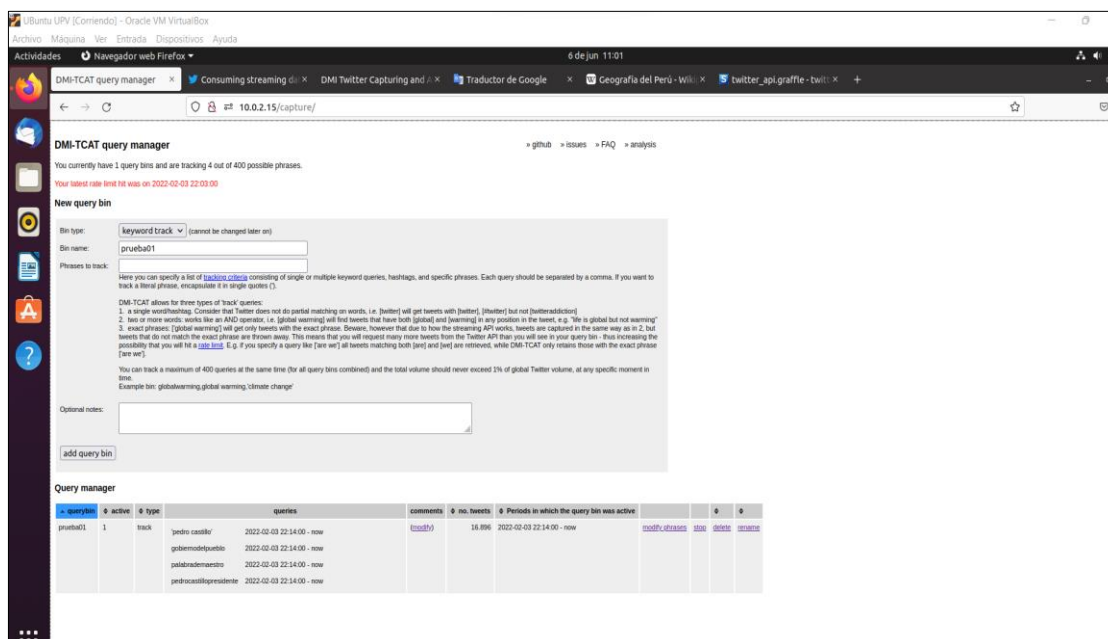 UBuntu UPV [Corriendo] - Oracle VM VirtualBox
Archivo Máquina Ver Entrada Dispositivos Ayuda
Actividades Navegador web Firefox 6 de jun 11:01
DMI-TCAT query manager × Consuming streaming da × DMI Twitter Capturing and A × Traductor de Google × Geografía del Perú - Wiki × twitter_api.graffle - twitt × +
10.0.2.15/capture/
DMI-TCAT query manager » github » issues » FAQ » analysis
You currently have 1 query bins and are tracking 4 out of 400 possible phrases.
Your latest rate limit hit was on 2022-02-03 22:03:00
New query bin
Bin type: keyword track (cannot be changed later on)
Bin name: prueba01
Phrases to track:
Here you can specify a list of tracking criteria consisting of single or multiple keyword queries, hashtags, and specific phrases. Each query should be separated by a comma. If you want to
track a literal phrase, encapsulate it in single quotes (').
DMI-TCAT allows for three types of 'track' queries:
1. a single word/hashtag. Consider that Twitter does not do partial matching on words, i.e. [twitter] will get tweets with [twitter], [#twitter] but not [twitteraddiction]
2. two or more words: works like an AND operator, i.e. [global warming] will find tweets that have both [global] and [warming] in any position in the tweet, e.g. "life is global but not warming"
3. exact phrases: ['global warming'] will get only tweets with the exact phrase. Beware, however that due to how the streaming API works, tweets are captured in the same way as in 2, but
tweets that do not match the exact phrase are thrown away. This means that you will request many more tweets from the Twitter API than you will see in your query bin - thus increasing the
possibility that you will hit a rate limit. E.g. if you specify a query like ['are we'] all tweets matching both [are] and [we] are retrieved, while DMI-TCAT only retains those with the exact phrase
['are we'].
You can track a maximum of 400 queries at the same time (for all query bins combined) and the total volume should never exceed 1% of global Twitter volume, at any specific moment in
time.
Example bin: globalwarming,global warming,'climate change'
Optional notes:
add query bin
Query manager
querybin active type queries comments no. tweets Periods in which the query bin was active
prueba01 1 track 'pedro castillo' 2022-02-03 22:14:00 - now (modify) 16.896 2022-02-03 22:14:00 - now modify phrases stop delete rename
gobiernodelpueblo 2022-02-03 22:14:00 - now
palabrademaestro 2022-02-03 22:14:00 - now
pedrocastillopresidente 2022-02-03 22:14:00 - now